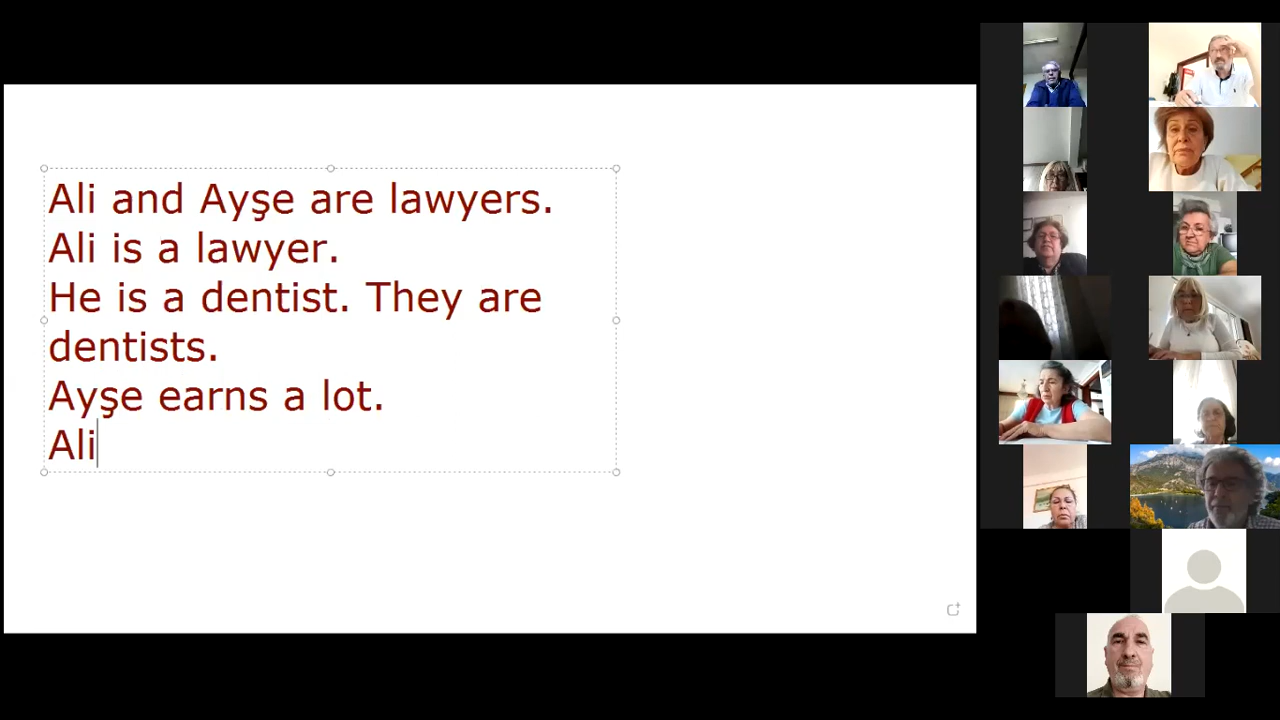 Ali and Ayşe are lawyers.
Ali is a lawyer.
He is a dentist. They are
dentists.
Ayşe earns a lot.
Ali